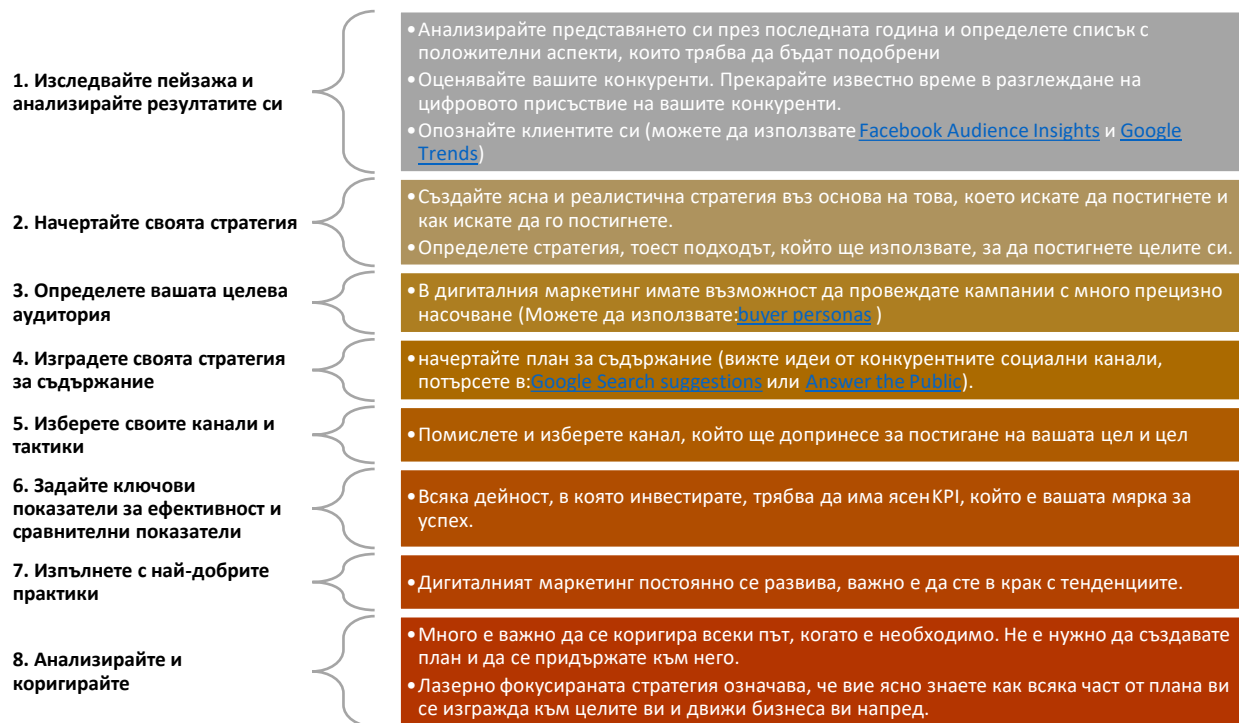 1. Изследвайте пейзажа и
анализирайте резултатите си
•Анализирайте представянето си през последната година и определете списък с
положителни аспекти, които трябва да бъдат подобрени
•Оценявайте вашите конкуренти. Прекарайте известно време в разглеждане на
цифровото присъствие на вашите конкуренти.
•Опознайте клиентите си (можете да използвате Facebook Audience Insights и Google
Trends)
2. Начертайте своята стратегия
•Създайте ясна и реалистична стратегия въз основа на това, което искате да постигнете и
как искате да го постигнете.
•Определете стратегия, тоест подходът, който ще използвате, за да постигнете целите си.
3. Определете вашата целева
аудитория
•В дигиталния маркетинг имате възможност да провеждате кампании с много прецизно
насочване (Можете да използвате:buyer personas )
4. Изградете своята стратегия
за съдържание
•начертайте план за съдържание (вижте идеи от конкурентните социални канали,
потърсете в:Google Search suggestions или Answer the Public).
5. Изберете своите канали и
тактики
•Помислете и изберете канал, който ще допринесе за постигане на вашата цел и цел
6. Задайте ключови
показатели за ефективност и
сравнителни показатели
•Всяка дейност, в която инвестирате, трябва да има ясен KPI, който е вашата мярка за
успех.
7. Изпълнете с най-добрите
практики
•Дигиталният маркетинг постоянно се развива, важно е да сте в крак с тенденциите.
8. Анализирайте и
коригирайте
•Много е важно да се коригира всеки път, когато е необходимо. Не е нужно да създавате
план и да се придържате към него.
•Лазерно фокусираната стратегия означава, че вие ясно знаете как всяка част от плана ви
се изгражда към целите ви и движи бизнеса ви напред.